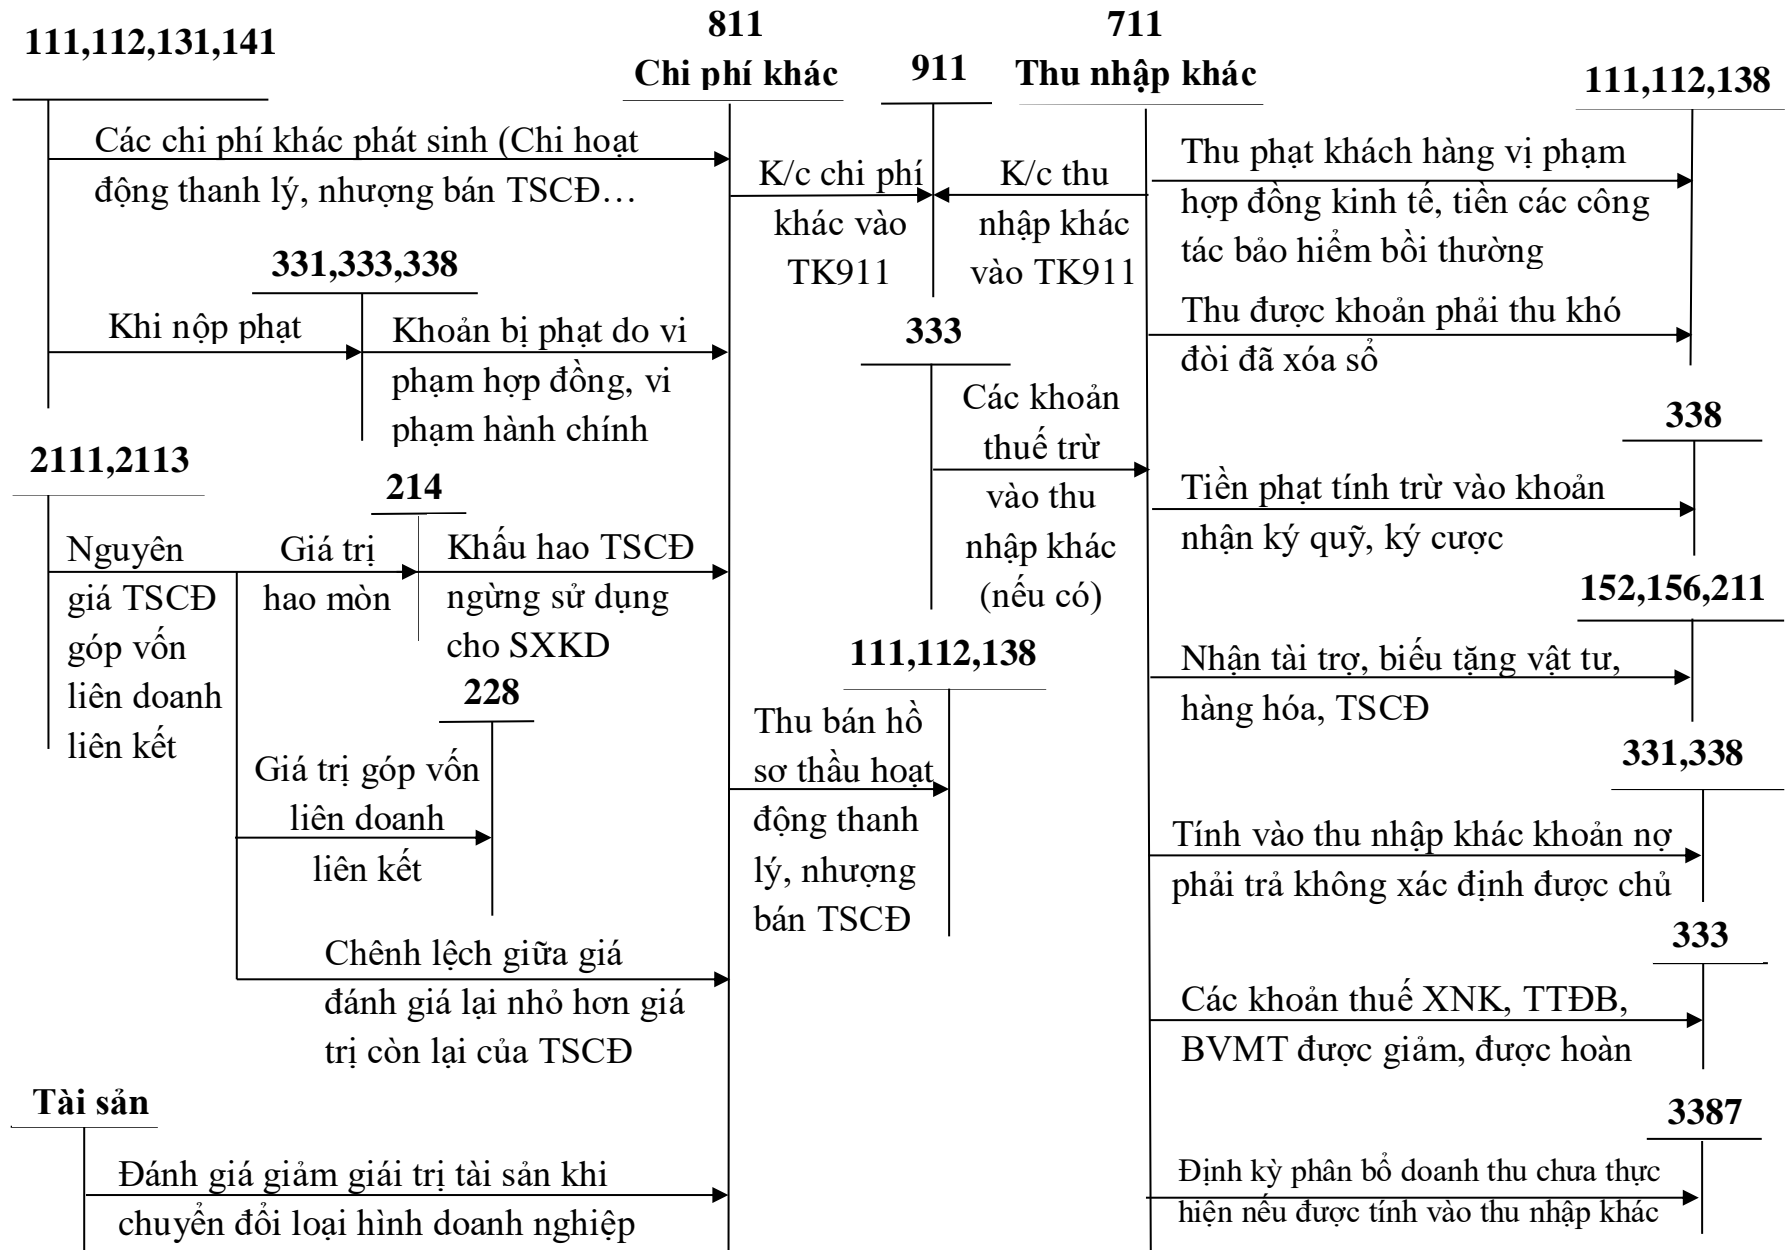 111,112,131,141
811
Chi phí khác
911
711
Thu nhập khác
111,112,138
Các chi phí khác phát sinh (Chi hoạt
động thanh lý, nhượng bán TSCĐ…
K/c chi phí
khác vào
TK911
K/c thu
nhập khác
vào TK911
Thu phạt khách hàng vị phạm
hợp đồng kinh tế, tiền các công
tác bảo hiểm bồi thường
331,333,338
Khi nộp phạt
Khoản bị phạt do vi
phạm hợp đồng, vi
phạm hành chính
333
Các khoản
thuế trừ
vào thu
nhập khác
(nếu có)
Thu được khoản phải thu khó
đòi đã xóa sổ
338
Tiền phạt tính trừ vào khoản
nhận ký quỹ, ký cược
2111,2113
Nguyên
giá TSCĐ
góp vốn
liên doanh
liên kết
214
Giá trị
hao mòn
Khấu hao TSCĐ
ngừng sử dụng
cho SXKD
152,156,211
Nhận tài trợ, biếu tặng vật tư,
hàng hóa, TSCĐ
228
Giá trị góp vốn
liên doanh
liên kết
111,112,138
Thu bán hồ
sơ thầu hoạt
động thanh
lý, nhượng
bán TSCĐ
331,338
Tính vào thu nhập khác khoản nợ
phải trả không xác định được chủ
Chênh lệch giữa giá
đánh giá lại nhỏ hơn giá
trị còn lại của TSCĐ
333
Các khoản thuế XNK, TTĐB,
BVMT được giảm, được hoàn
Tài sản
Đánh giá giảm giái trị tài sản khi
chuyển đổi loại hình doanh nghiệp
3387
Định kỳ phân bổ doanh thu chưa thực
hiện nếu được tính vào thu nhập khác